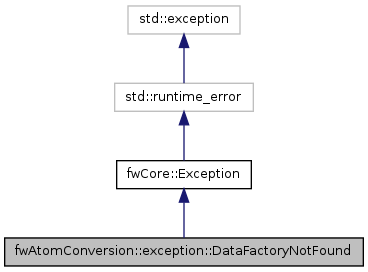 std::exception
std::runtime_error
fwCore::Exception
fwAtomConversion::exception::DataFactoryNotFound